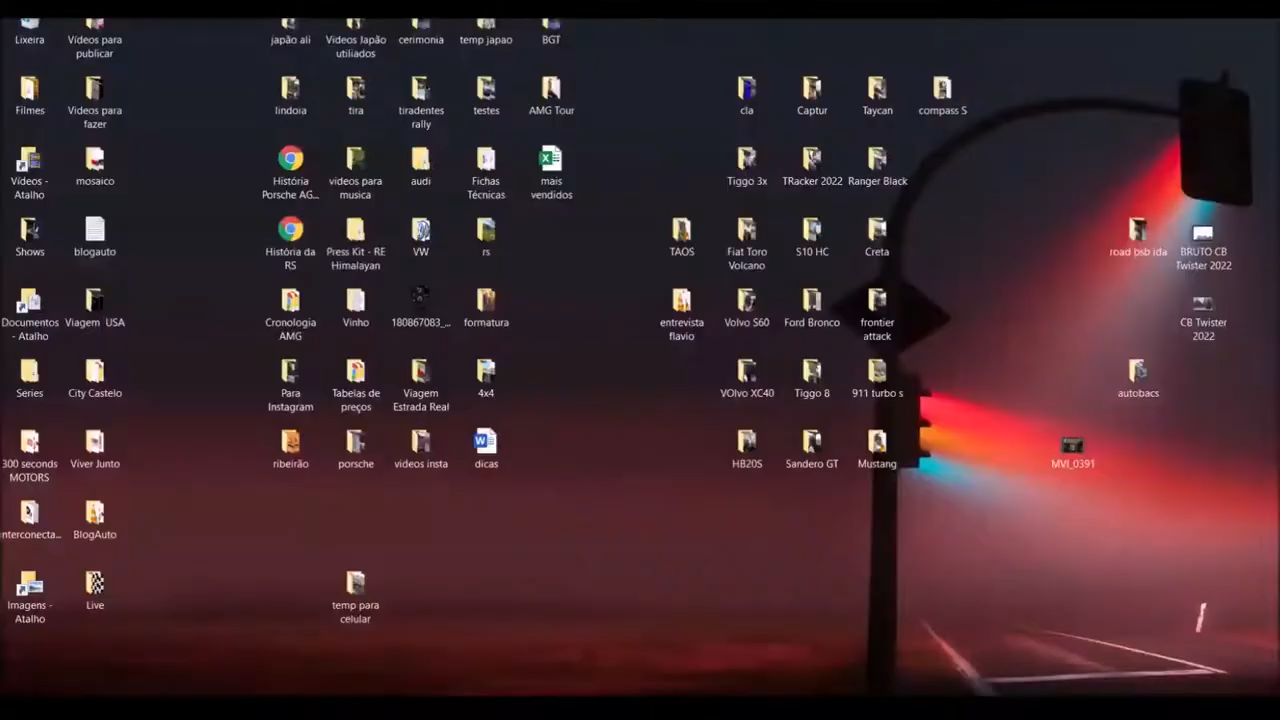 Lixeira
Vídeos para
publicar
japão ali
Videos Japão
utiliados
cerimonia
temp japao
BGT
Filmes
Videos para
fazer
lindoia
tira
tiradentes
rally
testes
AMG Tour
cla
Captur
Taycan
compass S
Vídeos -
Atalho
mosaico
História
Porsche AG...
videos para
musica
audi
Fichas
Técnicas
mais
vendidos
Tiggo 3x
TRacker 2022
Ranger Black
Shows
blogauto
História da
RS
Press Kit - RE
Himalayan
VW
rs
TAOS
Fiat Toro
Volcano
S10 HC
Creta
road bsb ida
BRUTO CB
Twister 2022
Documentos
- Atalho
Viagem USA
Cronologia
AMG
Vinho
180867083_...
formatura
entrevista
flavio
Volvo S60
Ford Bronco
frontier
attack
CB Twister
2022
Series
City Castelo
Para
Instagram
Tabelas de
preços
Viagem
Estrada Real
4x4
VOlvo XC40
Tiggo 8
911 turbo s
autobacs
300 seconds
MOTORS
Viver Junto
ribeirão
porsche
videos insta
dicas
HB20S
Sandero GT
Mustang
MVI_0391
interconecta...
BlogAuto
Imagens -
Atalho
Live
temp para
celular